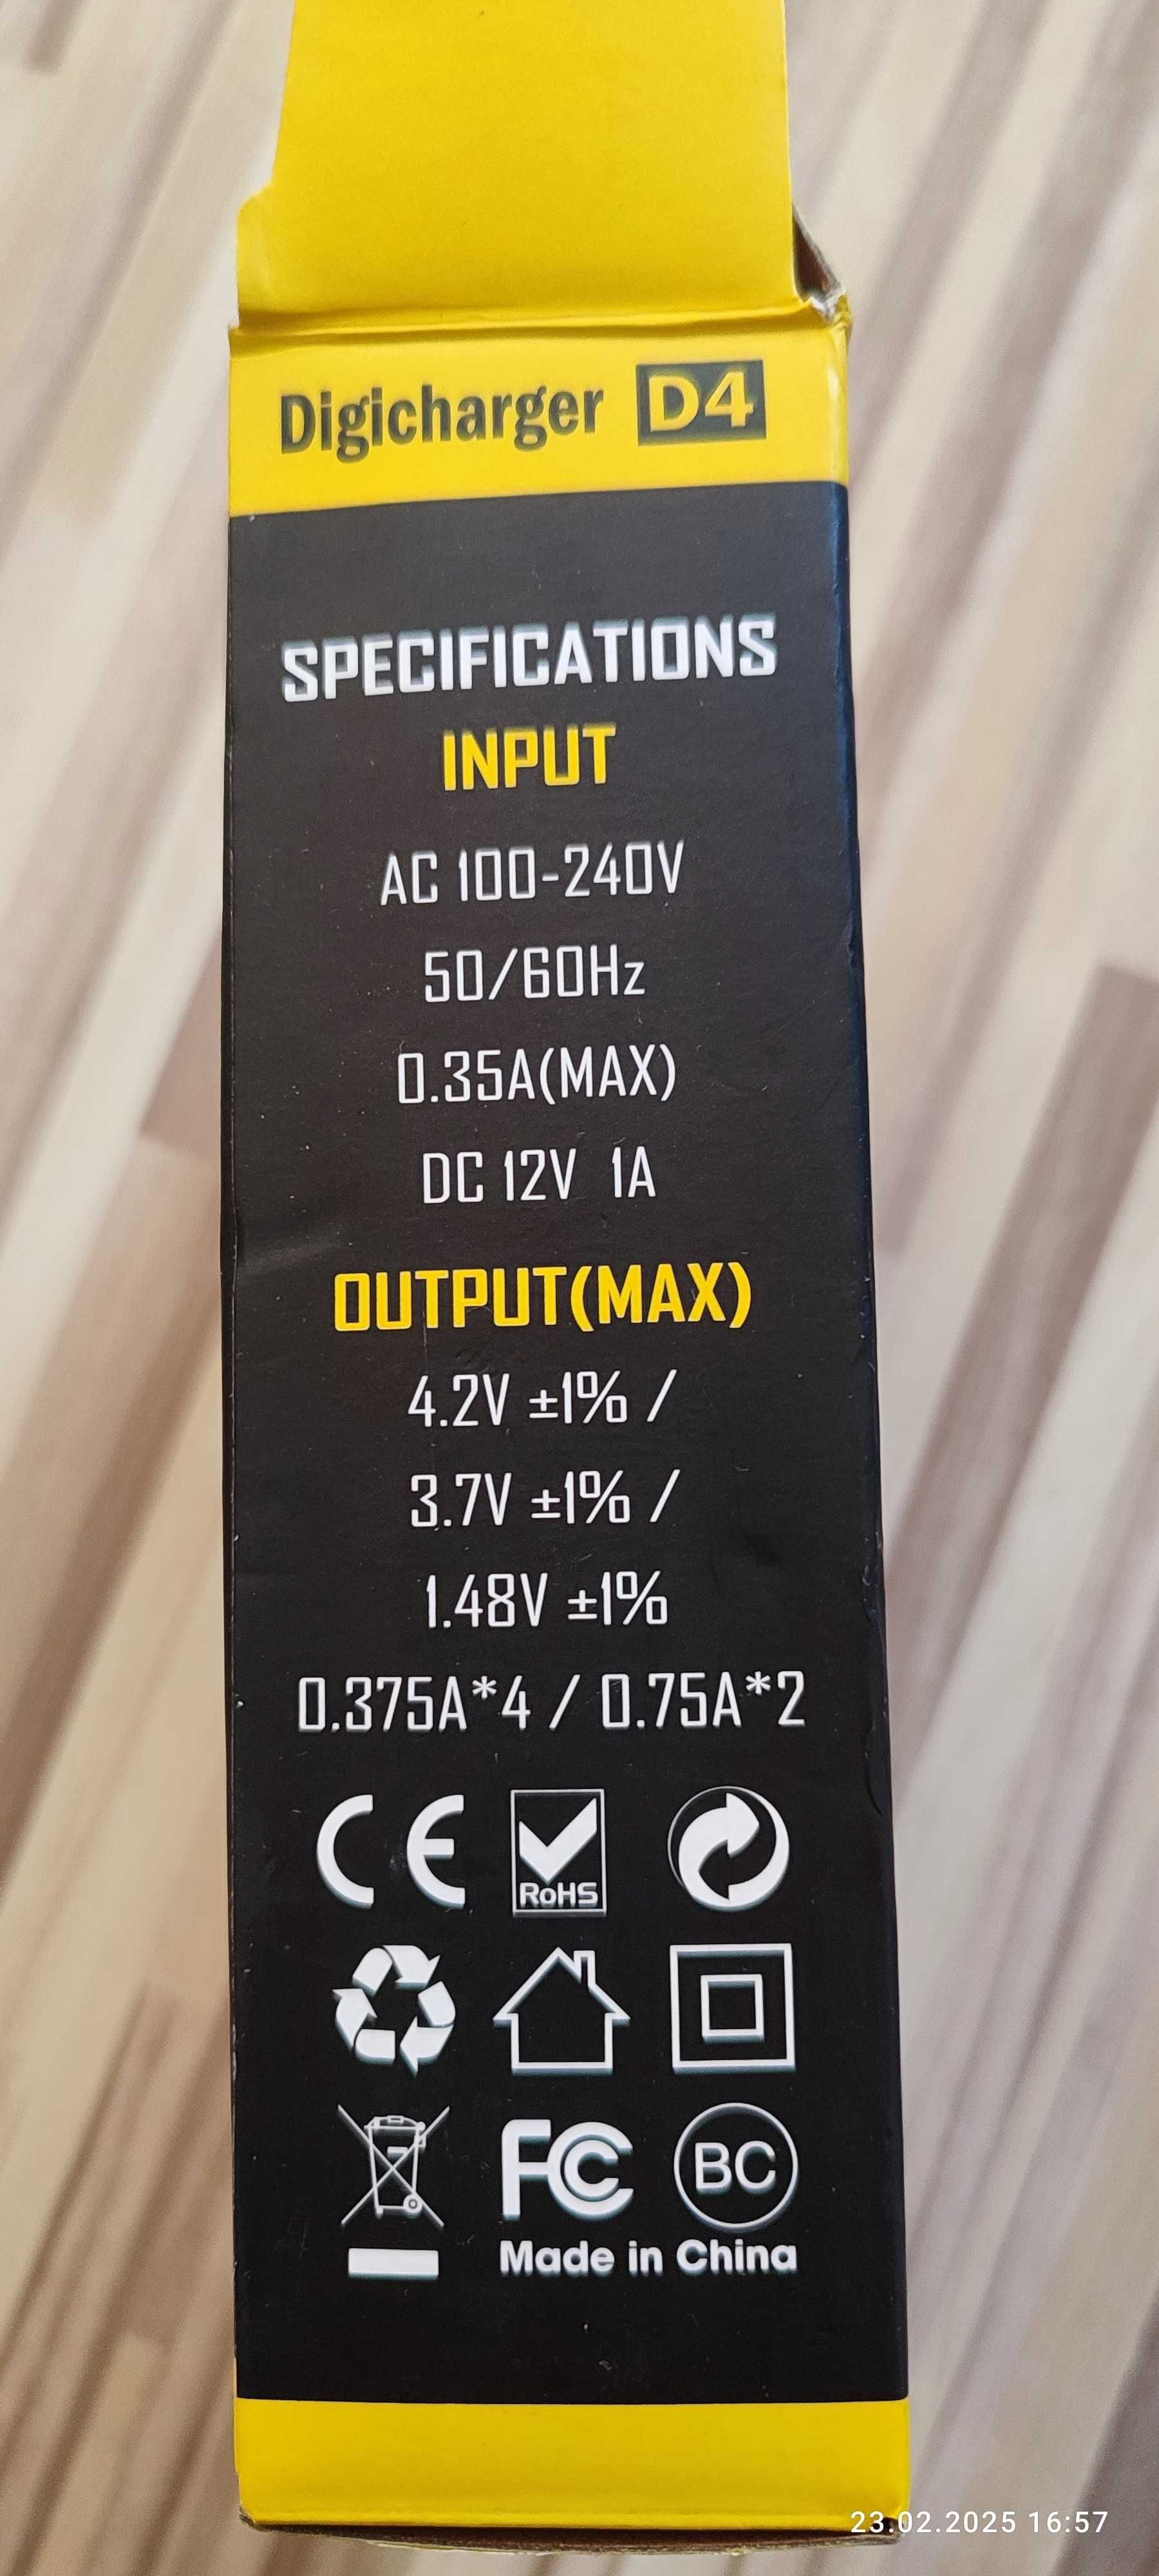 Digicharger D4
SPECIFICATIONS
INPUT
AC 100-240V
50/60Hz
0.35A(MAX)
DC 12V 1A
OUTPUT(MAX)
4.2V ±1% /
3.7V ±1% /
1.48V ±1%
0.375A*4 / 0.75A*2
CE
RoHS
FC
BC
Made in China
23.02.2025 16:57